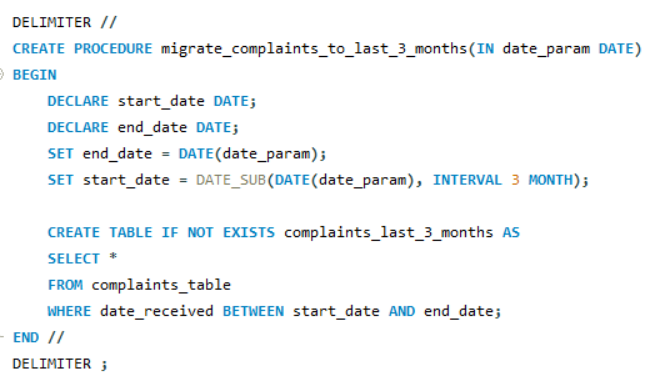 DELIMITER //
CREATE PROCEDURE migrate_complaints_to_last_3_months(IN date_param DATE)
BEGIN
    DECLARE start_date DATE;
    DECLARE end_date DATE;
    SET end_date = DATE(date_param);
    SET start_date = DATE_SUB(DATE(date_param), INTERVAL 3 MONTH);

    CREATE TABLE IF NOT EXISTS complaints_last_3_months AS
    SELECT *
    FROM complaints_table
    WHERE date_received BETWEEN start_date AND end_date;
END //
DELIMITER ;